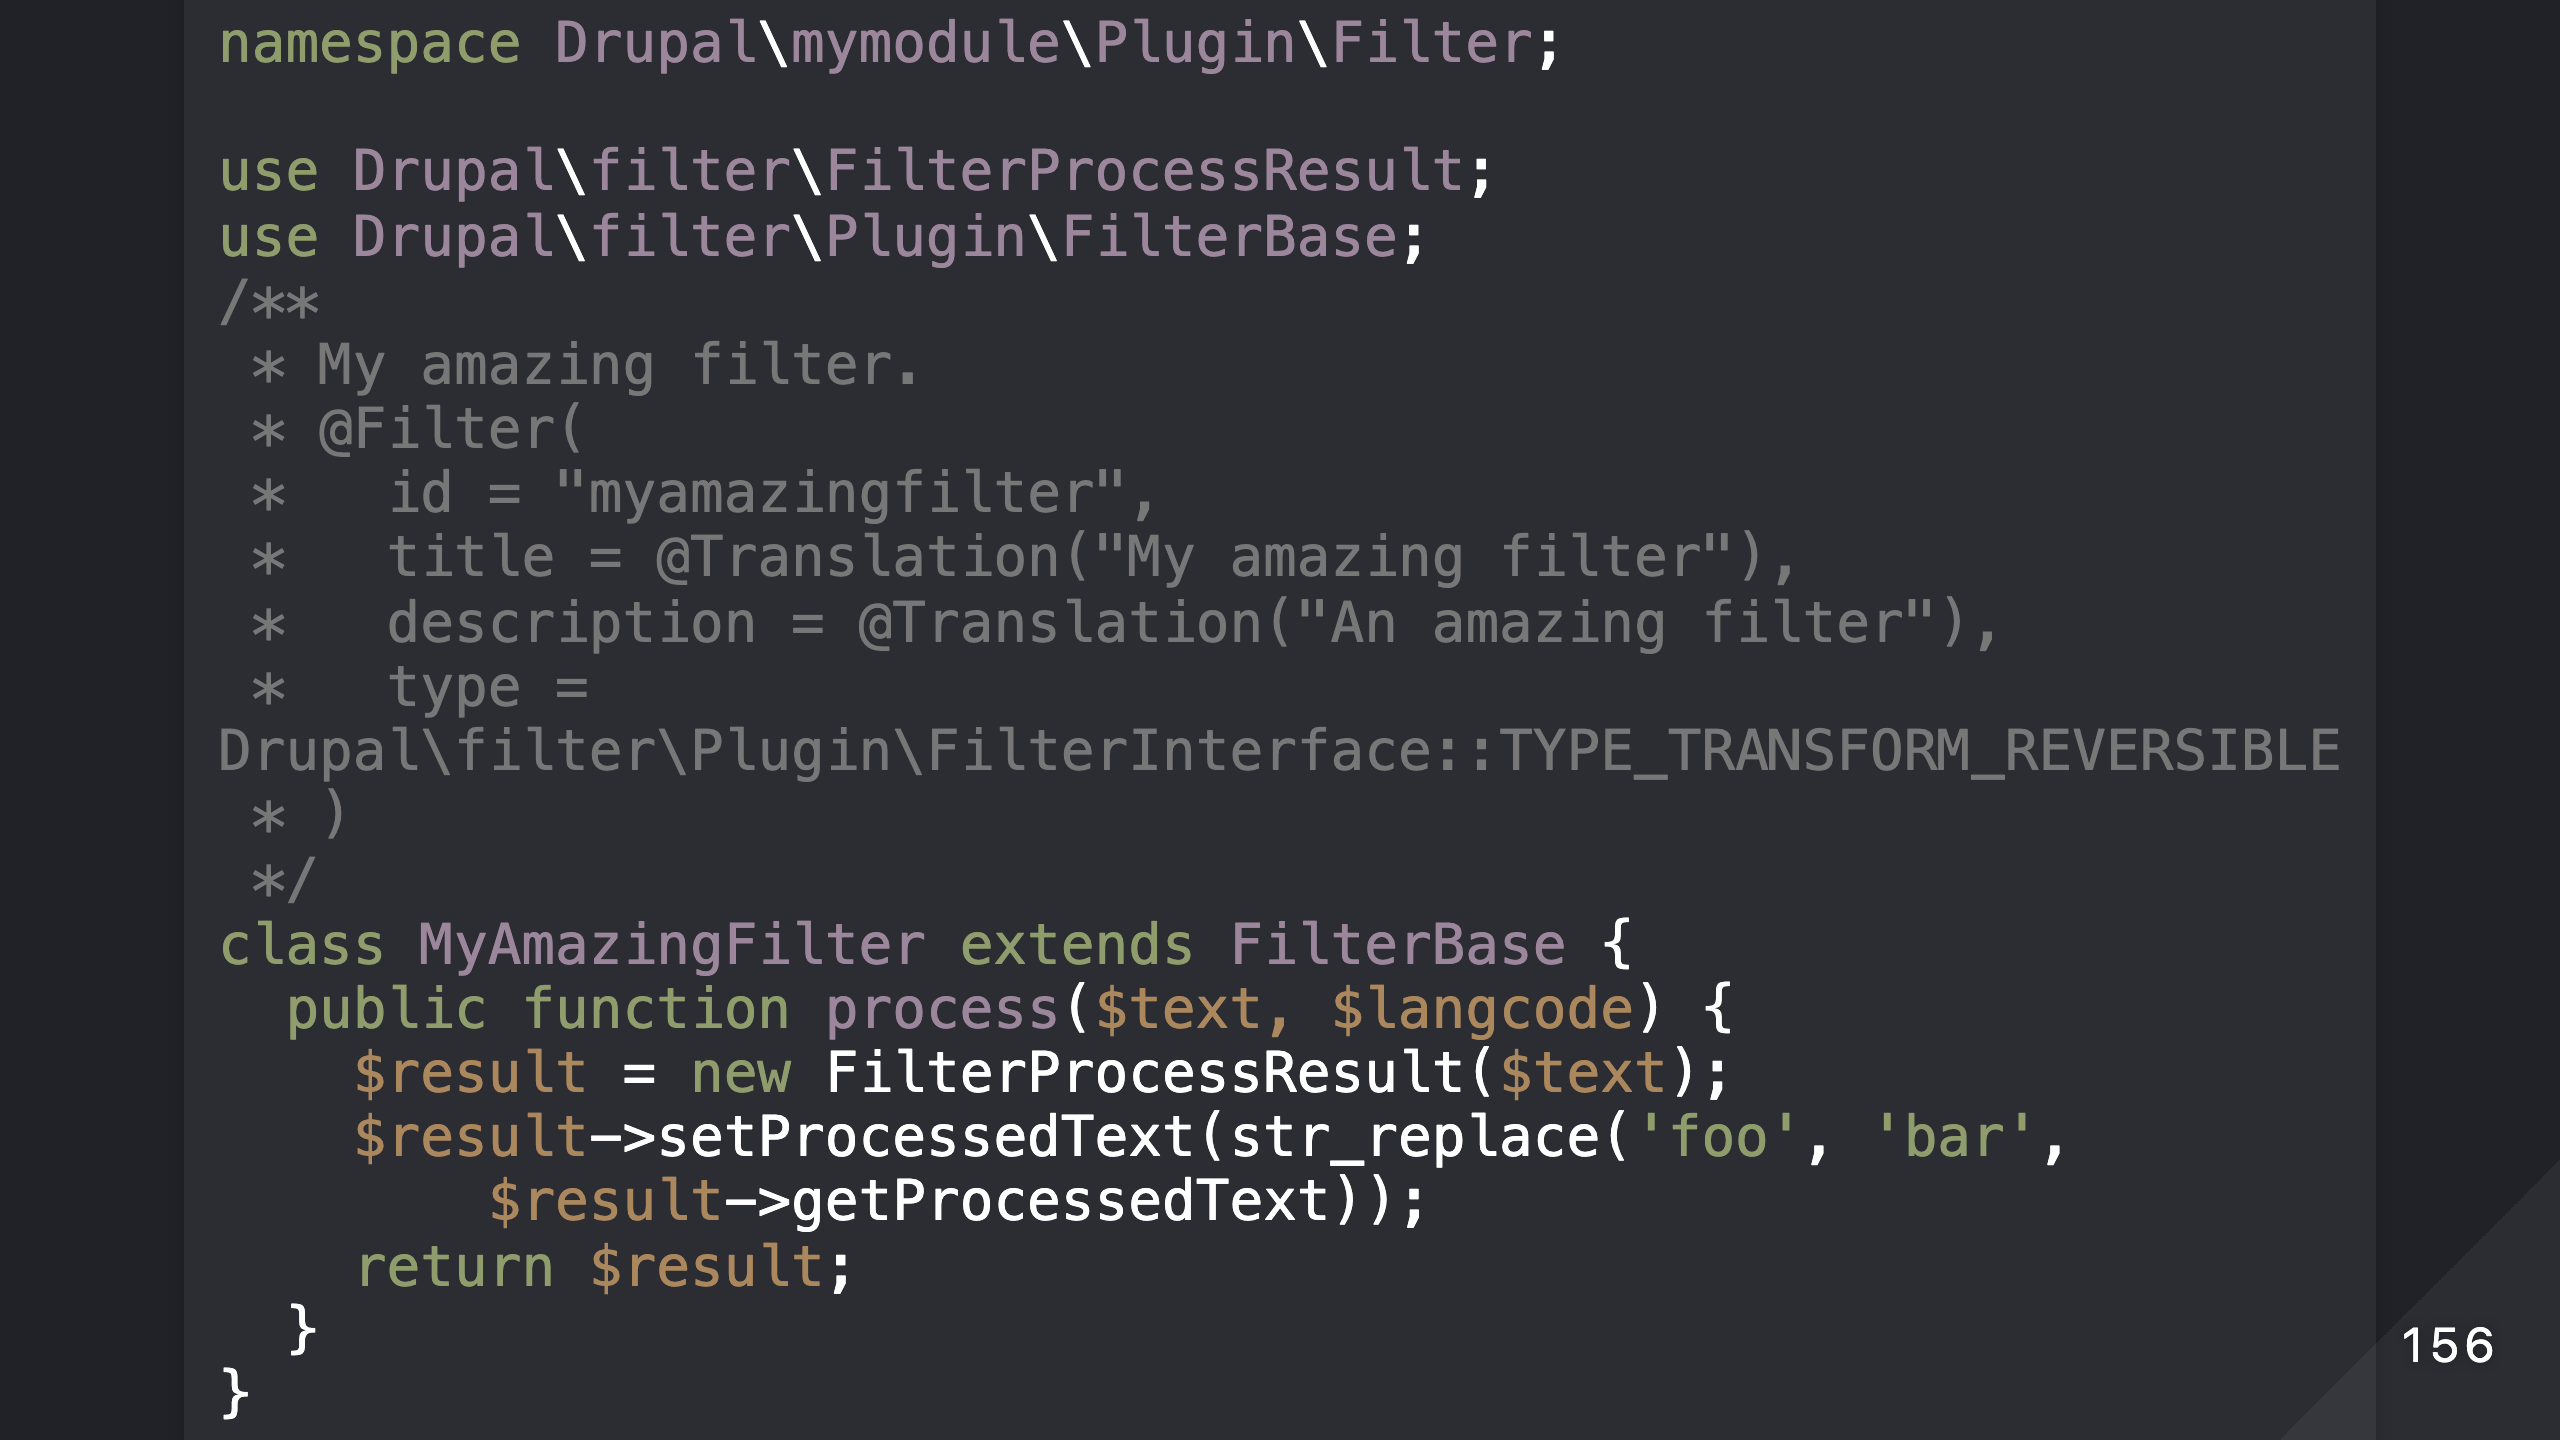 namespace Drupal\mymodule\Plugin\Filter;

use Drupal\filter\FilterProcessResult;
use Drupal\filter\Plugin\FilterBase;
/**
 * My amazing filter.
 * @Filter(
 *   id = "myamazingfilter",
 *   title = @Translation("My amazing filter"),
 *   description = @Translation("An amazing filter"),
 *   type =
Drupal\filter\Plugin\FilterInterface::TYPE_TRANSFORM_REVERSIBLE
 * )
 */
class MyAmazingFilter extends FilterBase {
  public function process($text, $langcode) {
    $result = new FilterProcessResult($text);
    $result->setProcessedText(str_replace('foo', 'bar',
        $result->getProcessedText));
    return $result;
  }
}
156